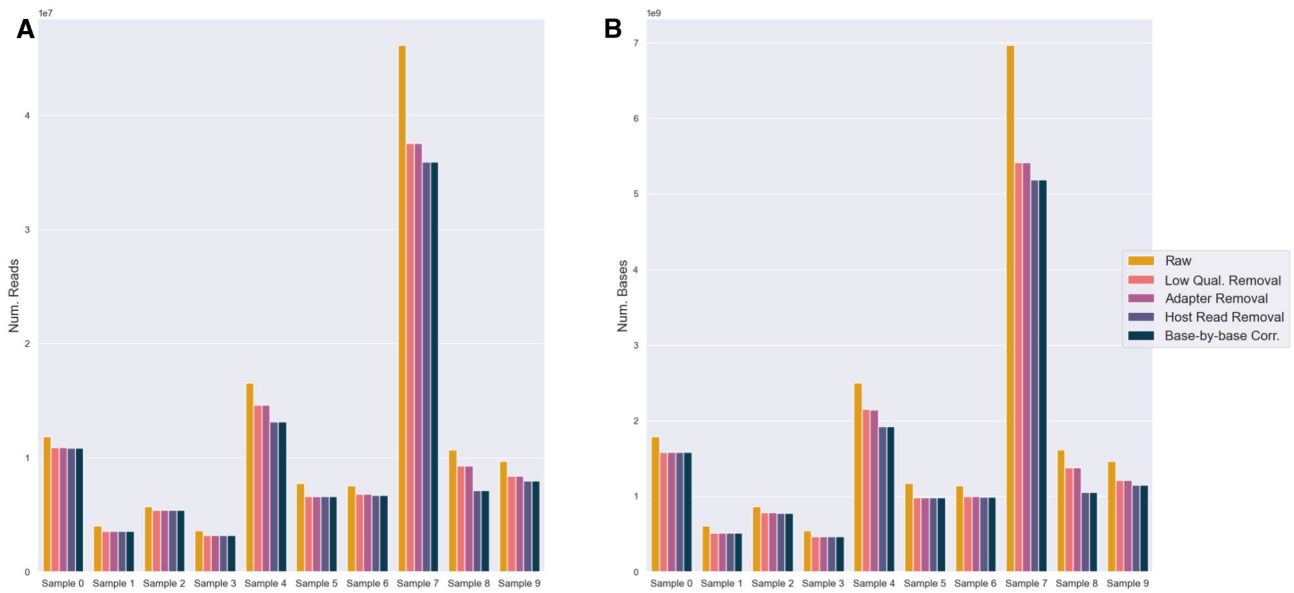 A
1e7
Num. Reads
4
3
2
1
0
Sample 0 Sample 1 Sample 2 Sample 3 Sample 4 Sample 5 Sample 6 Sample 7 Sample 8 Sample 9
B
1e9
Num. Bases
7
6
5
4
3
2
1
0
Sample 0 Sample 1 Sample 2 Sample 3 Sample 4 Sample 5 Sample 6 Sample 7 Sample 8 Sample 9
Raw
Low Qual. Removal
Adapter Removal
Host Read Removal
Base-by-base Corr.